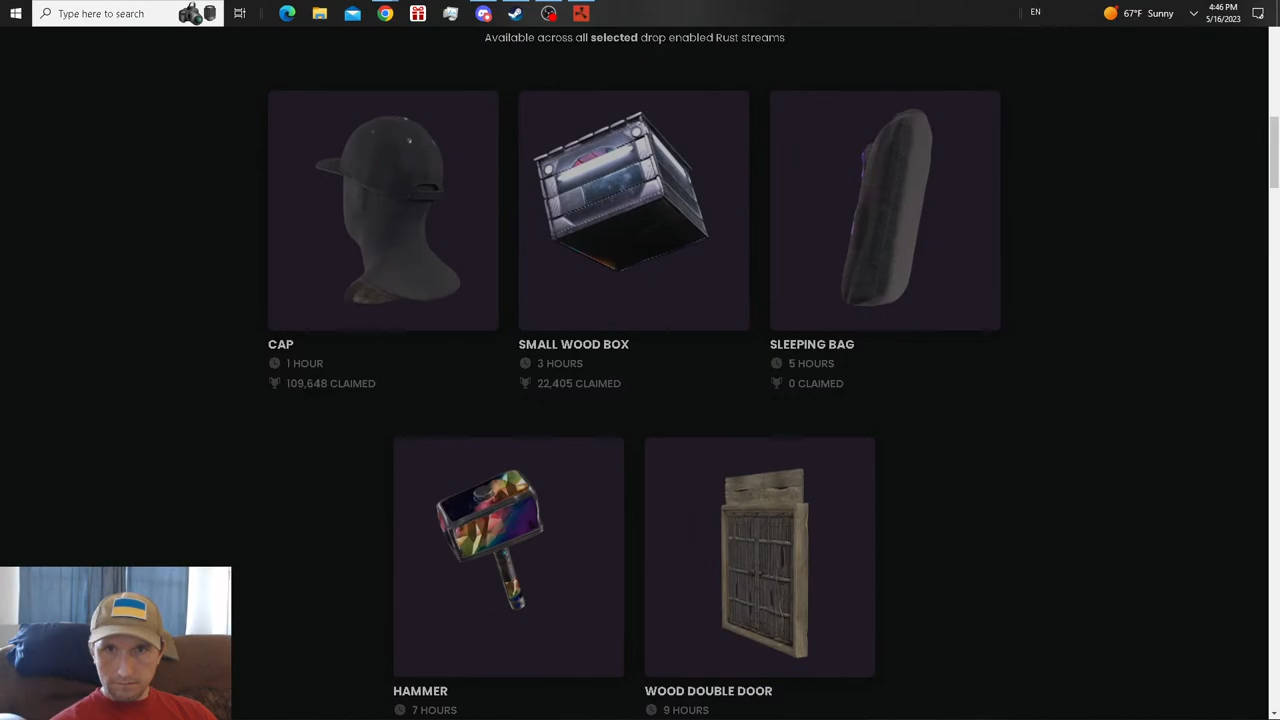 Type here to search
EN
67°F Sunny
4:46 PM
5/16/2023
Available across all selected drop enabled Rust streams
CAP
1 HOUR
109,648 CLAIMED
SMALL WOOD BOX
3 HOURS
22,405 CLAIMED
SLEEPING BAG
5 HOURS
0 CLAIMED
HAMMER
7 HOURS
WOOD DOUBLE DOOR
9 HOURS